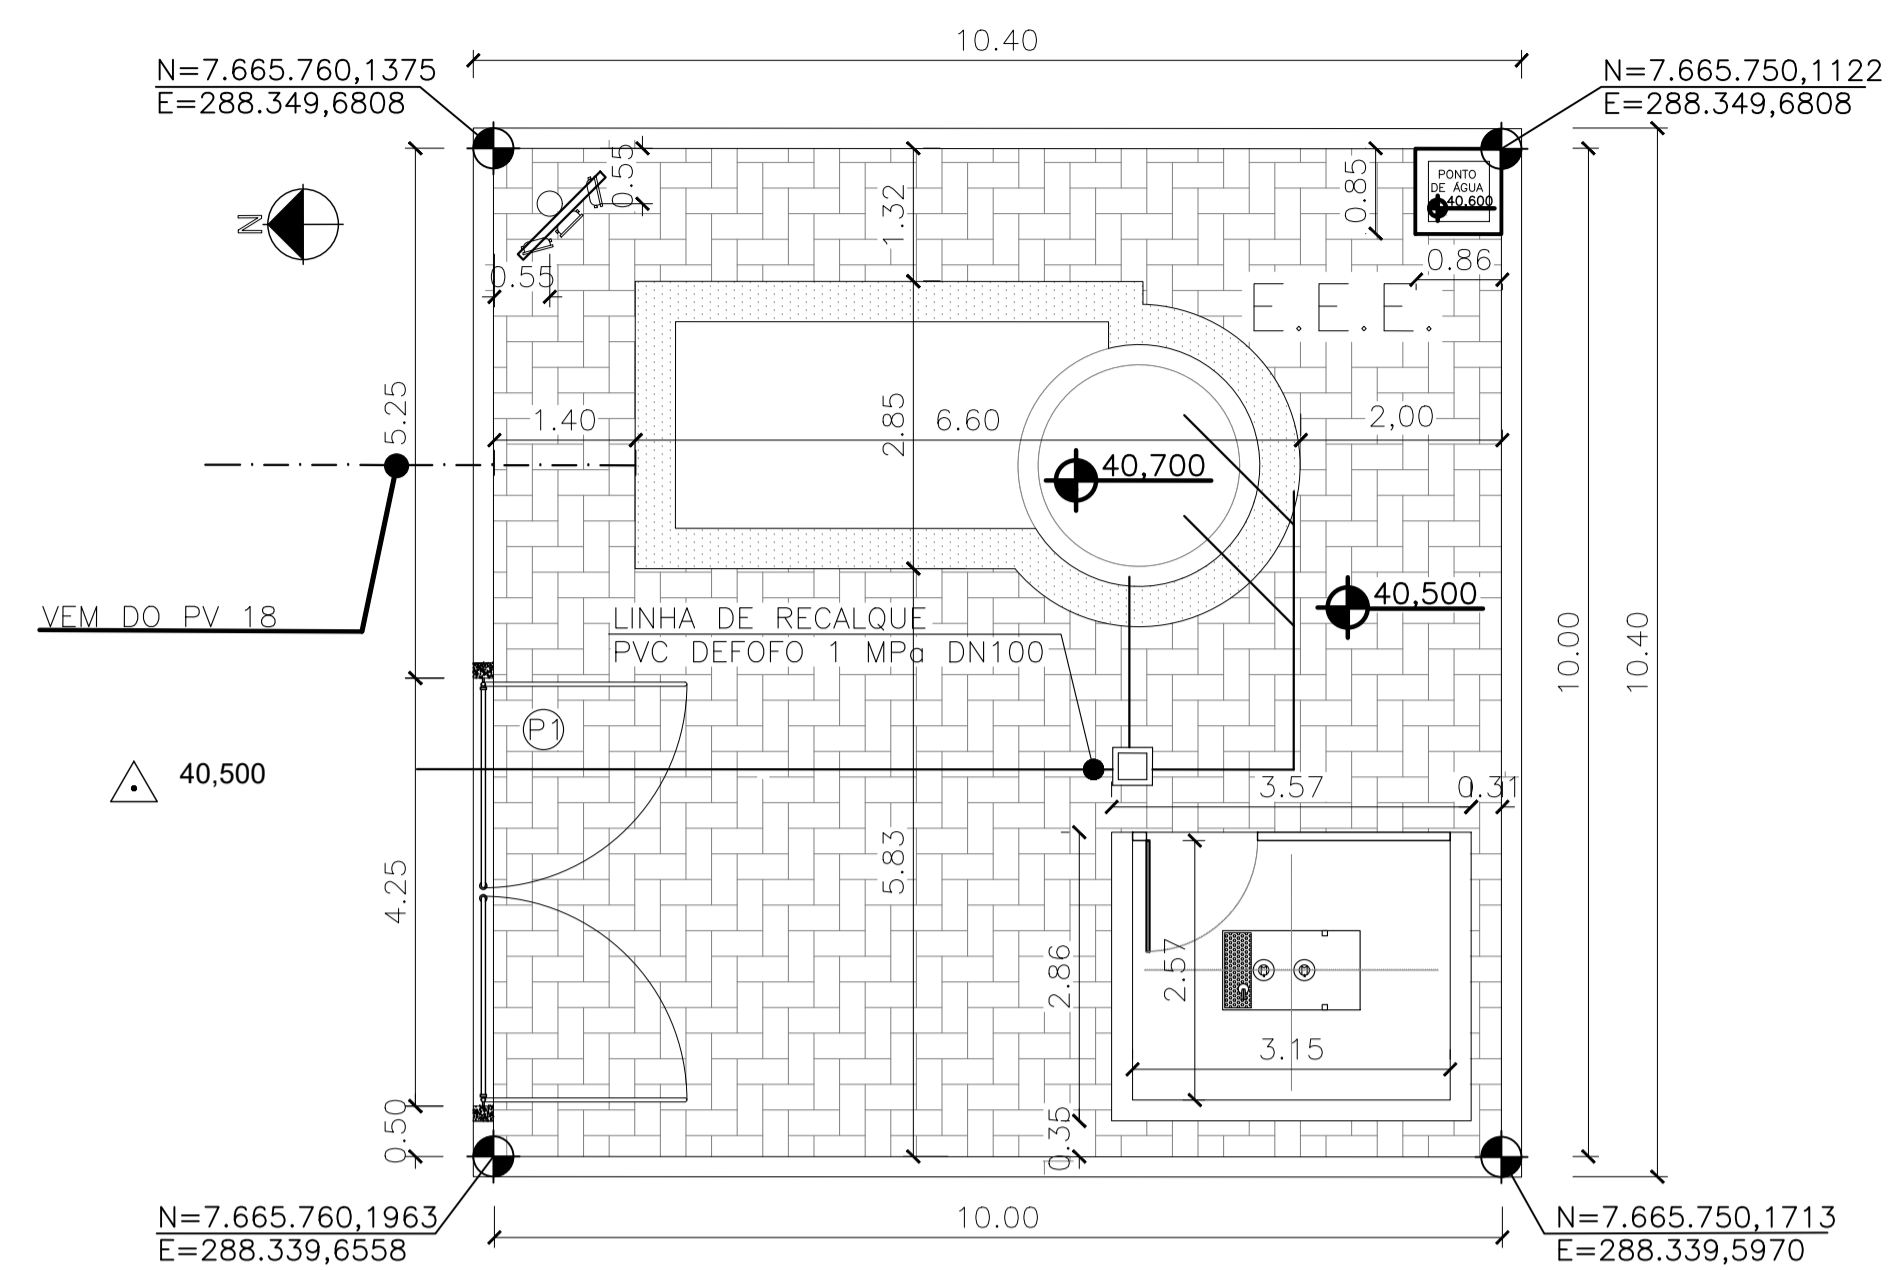 10.40
N=7.665.760,1375
E=288.349,6808
N=7.665.750,1122
E=288.349,6808
N
0.55
0.55
1.32
0.85
PONTO
DE ÁGUA
40,600
0.86
E.E.E.
5.25
1.40
2.85
6.60
2,00
40,700
40,500
VEM DO PV 18
LINHA DE RECALQUE
PVC DEFOFO 1 MPa DN100
10.00
10.40
P1
40,500
3.57
0.31
4.25
5.83
2.86
2.57
3.15
0.50
0.35
N=7.665.760,1963
E=288.339,6558
10.00
N=7.665.750,1713
E=288.339,5970